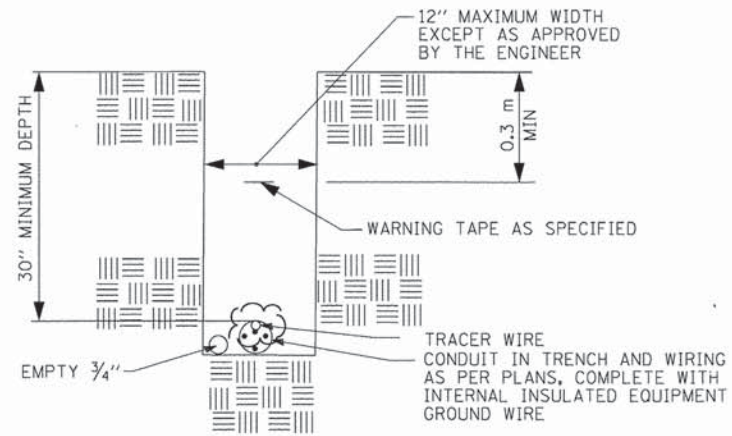 12" MAXIMUM WIDTH
EXCEPT AS APPROVED
BY THE ENGINEER
30" MINIMUM DEPTH
0.3 m
MIN
WARNING TAPE AS SPECIFIED
TRACER WIRE
CONDUIT IN TRENCH AND WIRING
AS PER PLANS, COMPLETE WITH
INTERNAL INSULATED EQUIPMENT
GROUND WIRE
EMPTY ¾"